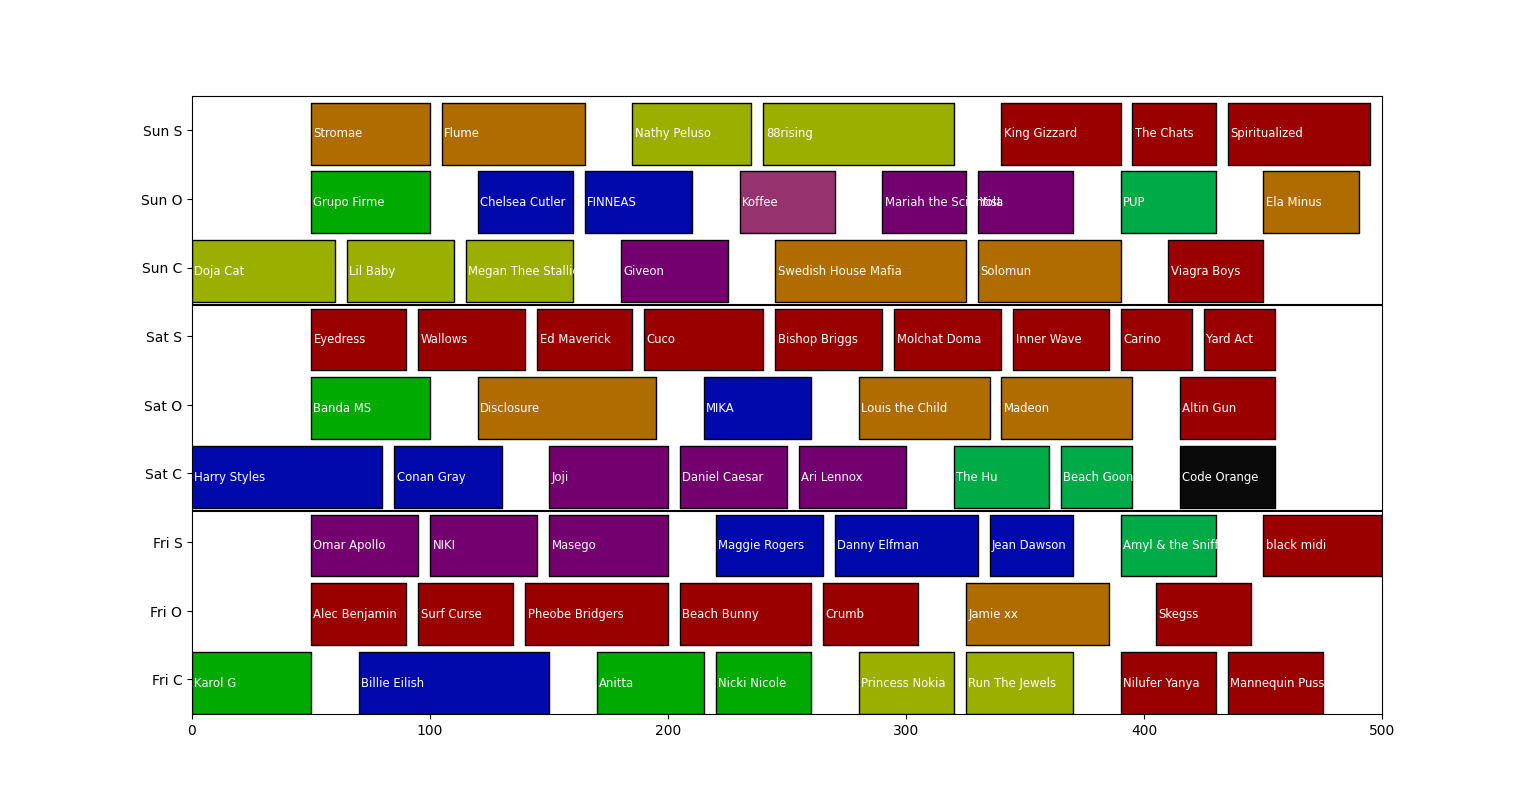 Sun S Stromae Flume Nathy Peluso 88rising King Gizzard The Chats Spiritualized
Sun O Grupo Firme Chelsea Cutler FINNEAS Koffee Mariah the Scientist PUP Ela Minus
Sun C Doja Cat Lil Baby Megan Thee Stalli Giveon Swedish House Mafia Solomun Viagra Boys
Sat S Eyedress Wallows Ed Maverick Cuco Bishop Briggs Molchat Doma Inner Wave Carino Yard Act
Sat O Banda MS Disclosure MIKA Louis the Child Madeon Altin Gun
Sat C Harry Styles Conan Gray Joji Daniel Caesar Ari Lennox The Hu Beach Goon Code Orange
Fri S Omar Apollo NIKI Masego Maggie Rogers Danny Elfman Jean Dawson Amyl & the Sniff black midi
Fri O Alec Benjamin Surf Curse Pheobe Bridgers Beach Bunny Crumb Jamie xx Skegss
Fri C Karol G Billie Eilish Anitta Nicki Nicole Princess Nokia Run The Jewels Nilufer Yanya Mannequin Puss
0 100 200 300 400 500